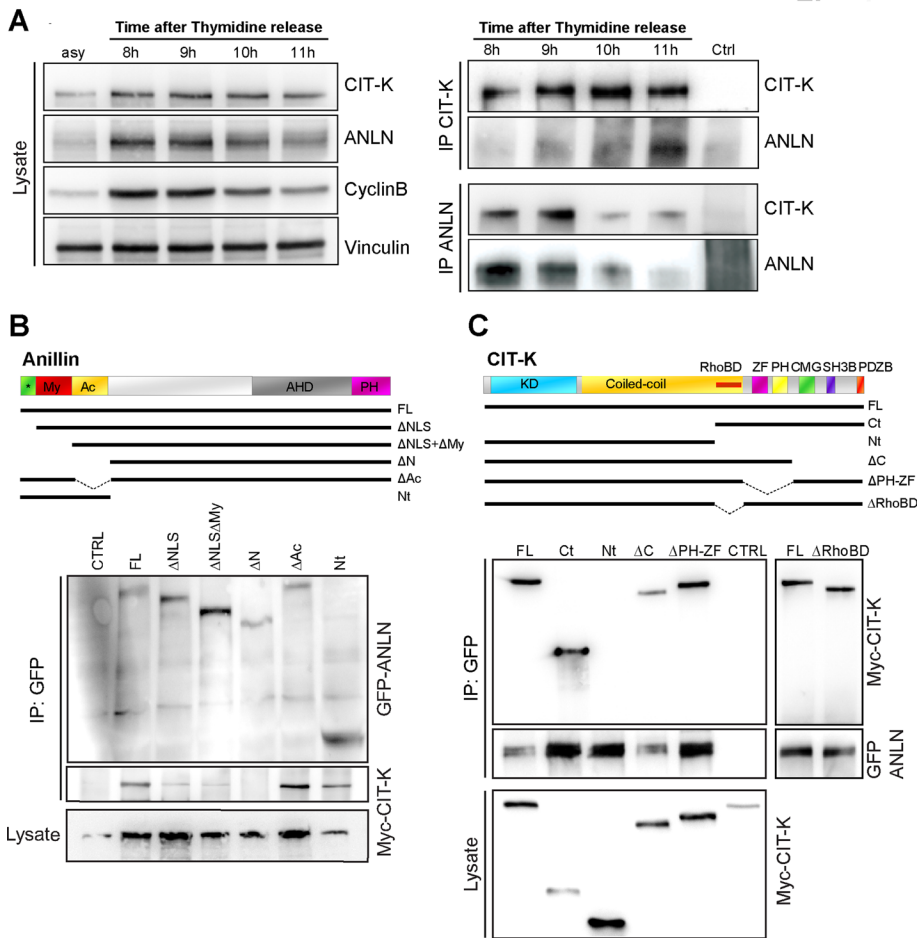 A
Time after Thymidine release
asy 8h 9h 10h 11h
CIT-K
ANLN
CyclinB
Vinculin
Lysate
Time after Thymidine release
8h 9h 10h 11h Ctrl
IP CIT-K
CIT-K
ANLN
IP ANLN
CIT-K
ANLN
B
Anillin
* My Ac AHD PH
FL
ΔNLS
ΔNLS+ΔMy
ΔN
ΔAc
Nt
CTRL FL ΔNLS ΔNLSΔMy ΔN ΔAc Nt
IP: GFP
GFP-ANLN
Myc-CIT-K
Lysate
C
CIT-K
RhoBD ZF PH CMG SH3B PDZB
KD Coiled-coil
FL
Ct
Nt
ΔC
ΔPH-ZF
ΔRhoBD
FL Ct Nt ΔC ΔPH-ZF CTRL FL ΔRhoBD
IP: GFP
Myc-CIT-K
GFP
ANLN
Lysate
Myc-CIT-K